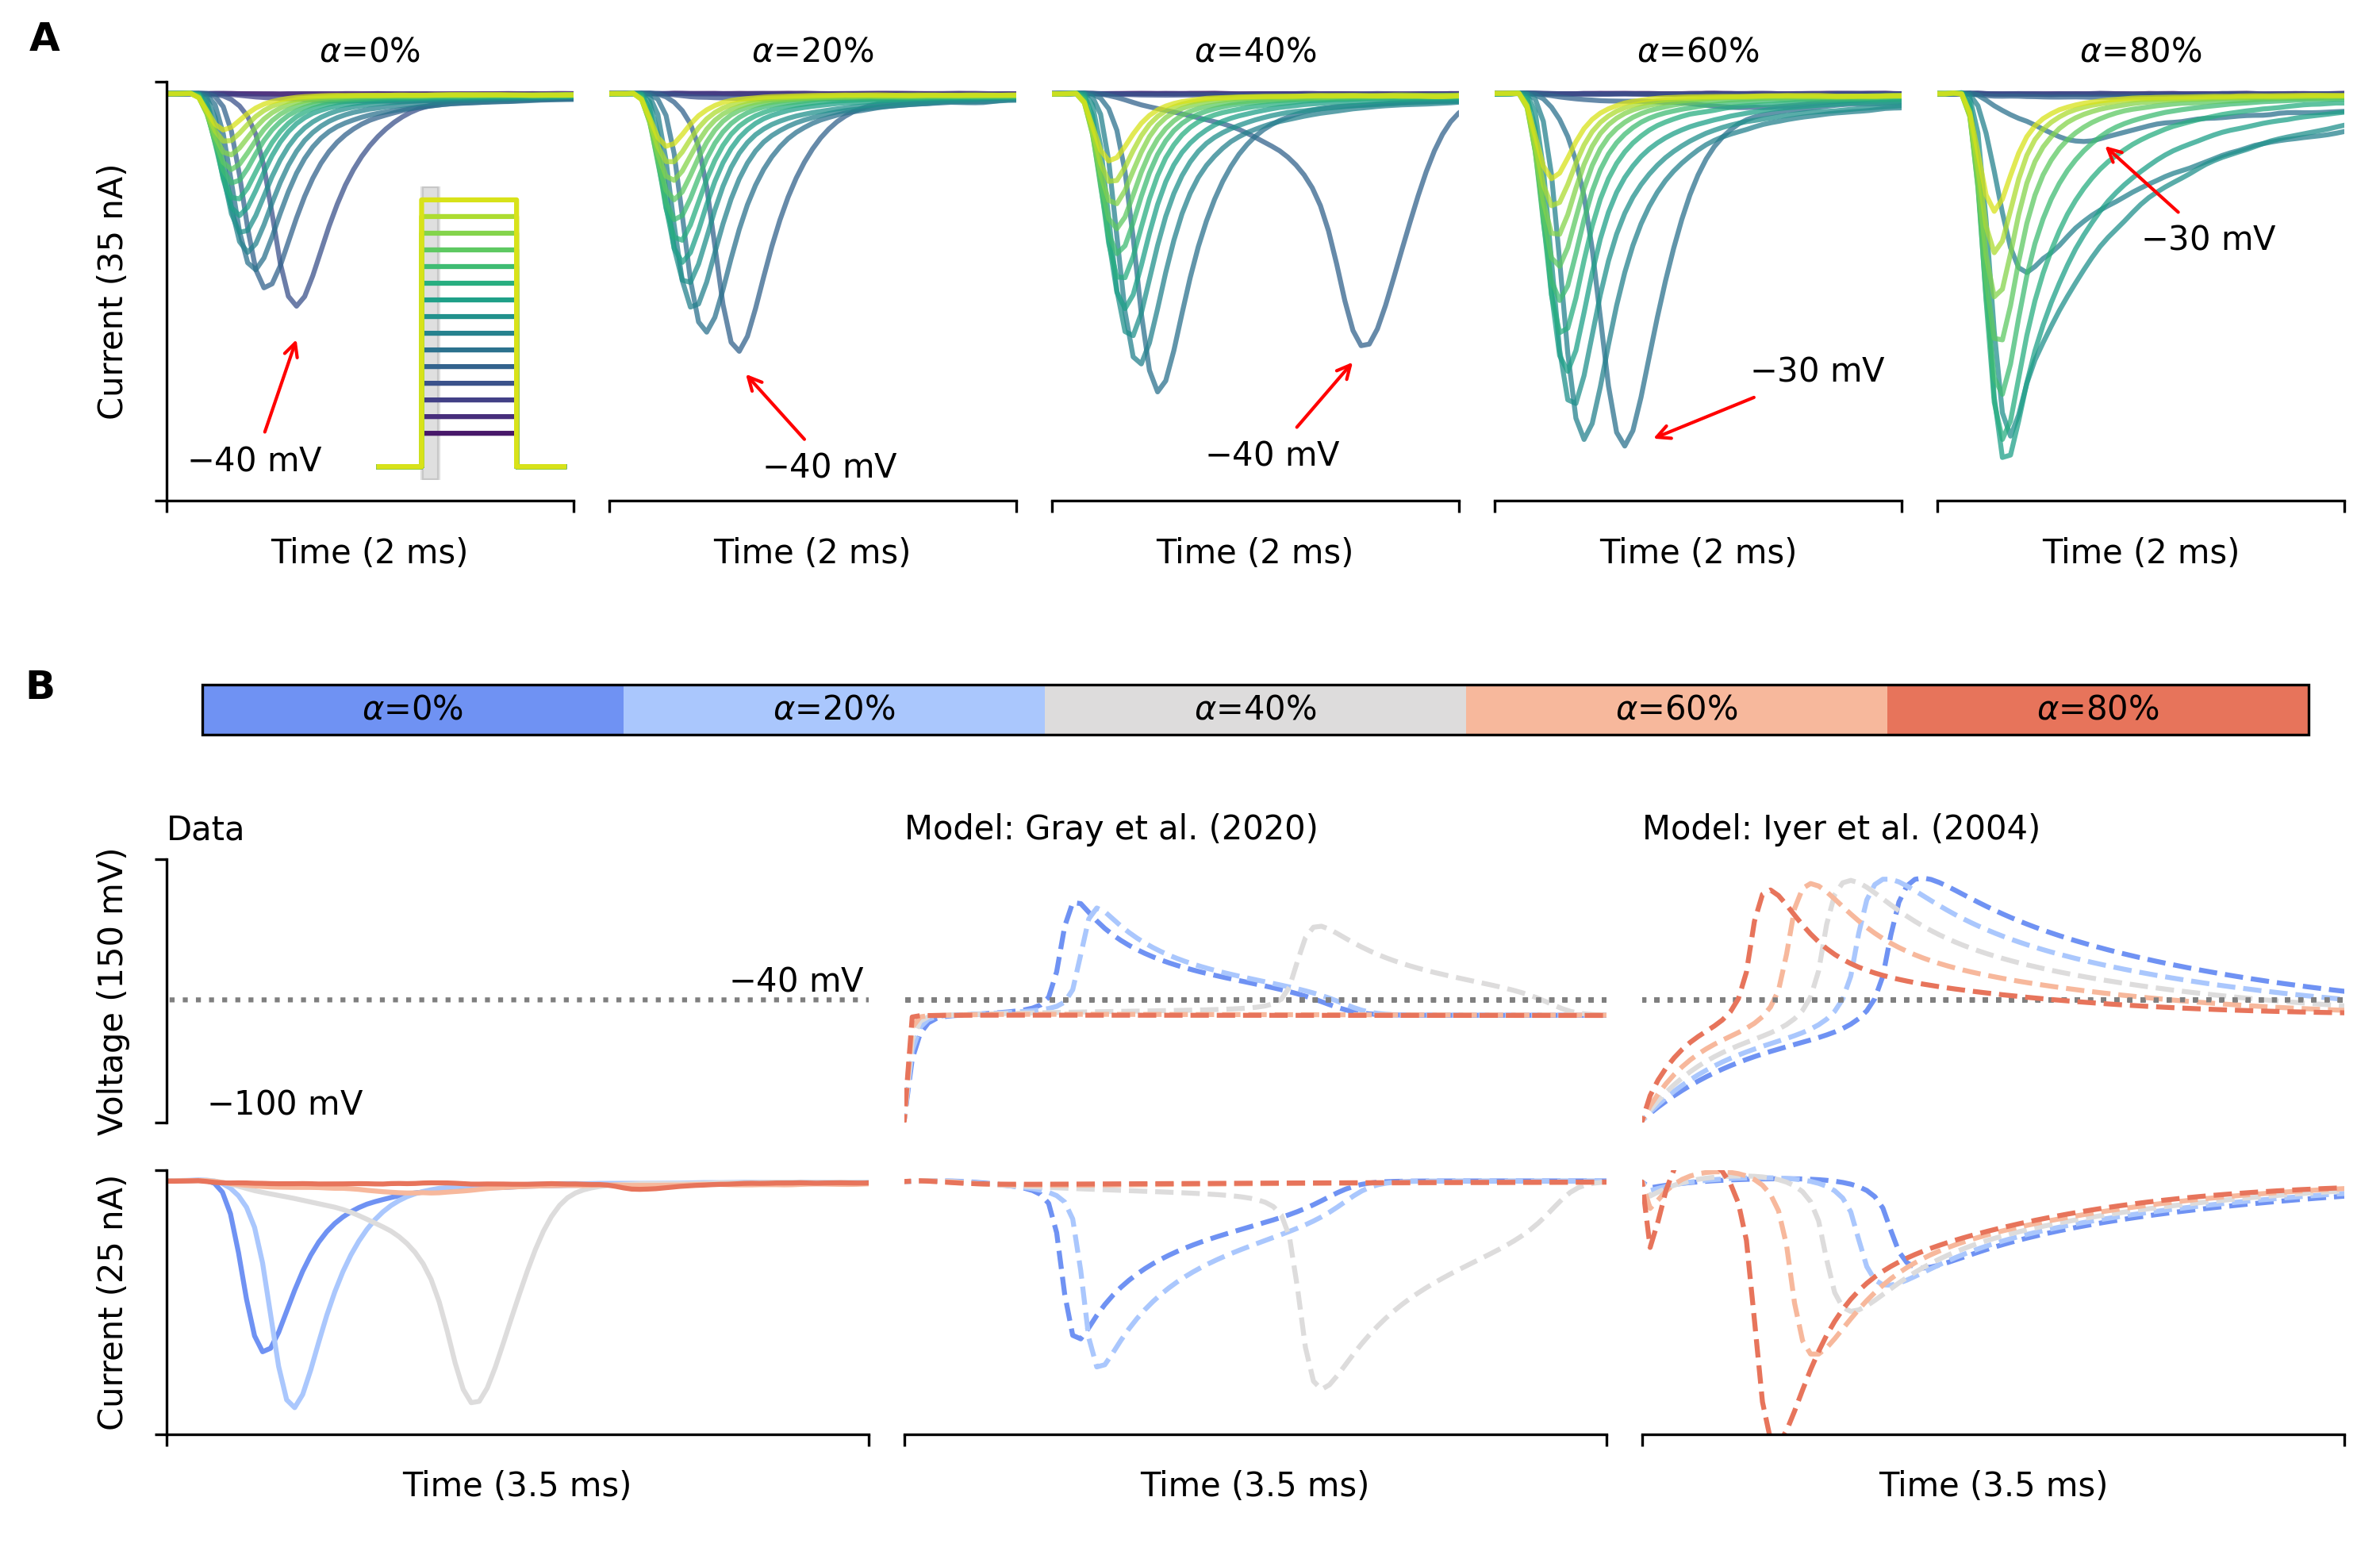 A
α=0% α=20% α=40% α=60% α=80%
Current (35 nA)
−40 mV
−40 mV
−40 mV
−30 mV
−30 mV
Time (2 ms) Time (2 ms) Time (2 ms) Time (2 ms) Time (2 ms)
B
α=0% α=20% α=40% α=60% α=80%
Data Model: Gray et al. (2020) Model: Iyer et al. (2004)
Voltage (150 mV)
−40 mV
−100 mV
Current (25 nA)
Time (3.5 ms) Time (3.5 ms) Time (3.5 ms)